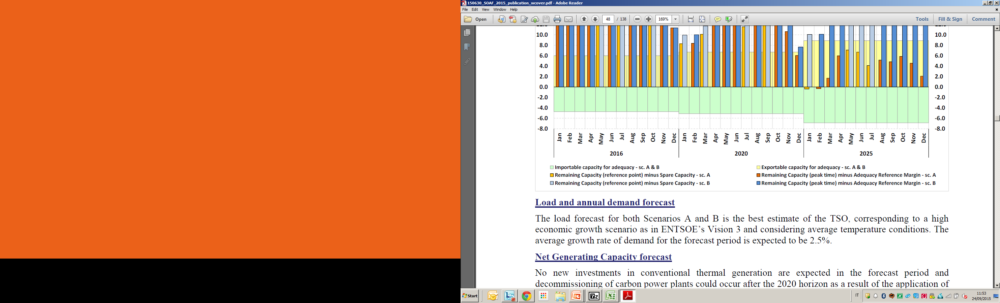 150630_SOAF_2015_publication_wcover.pdf - Adobe Reader
File Edit View Window Help
Open 48 / 138 169% Tools Fill & Sign Comment
10.0 10.0
8.0 8.0
6.0 6.0
4.0 4.0
2.0 2.0
0.0 0.0
-2.0 -2.0
-4.0 -4.0
-6.0 -6.0
-8.0 -8.0
Jan Feb Mar Apr May Jun Jul Aug Sep Oct Nov Dec Jan Feb Mar Apr May Jun Jul Aug Sep Oct Nov Dec Jan Feb Mar Apr May Jun Jul Aug Sep Oct Nov Dec
2016 2020 2025
Importable capacity for adequacy - sc. A & B Exportable capacity for adequacy - sc. A & B
Remaining Capacity (reference point) minus Spare Capacity - sc. A Remaining Capacity (peak time) minus Adequacy Reference Margin - sc. A
Remaining Capacity (reference point) minus Spare Capacity - sc. B Remaining Capacity (peak time) minus Adequacy Reference Margin - sc. B
Load and annual demand forecast
The load forecast for both Scenarios A and B is the best estimate of the TSO, corresponding to a high
economic growth scenario as in ENTSOE's Vision 3 and considering average temperature conditions. The
average growth rate of demand for the forecast period is expected to be 2.5%.
Net Generating Capacity forecast
No new investments in conventional thermal generation are expected in the forecast period and
decommissioning of carbon power plants could occur after the 2020 horizon as a result of the application of
Start 7z IT 11:53
24/09/2015